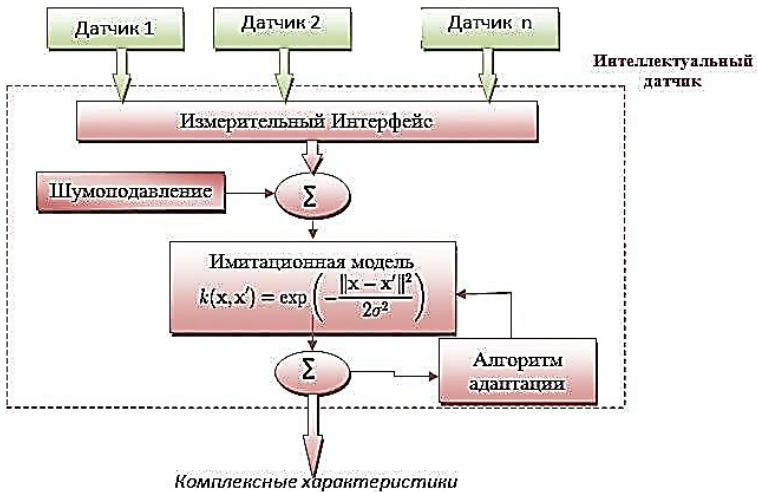 Датчик 1
Датчик 2
Датчик n
Интеллектуальный
датчик
Измерительный Интерфейс
Шумоподавление
Σ
Имитационная модель
k(x,x′) = exp(−‖x − x′‖²/2σ²)
Σ
Алгоритм
адаптации
Комплексные характеристики